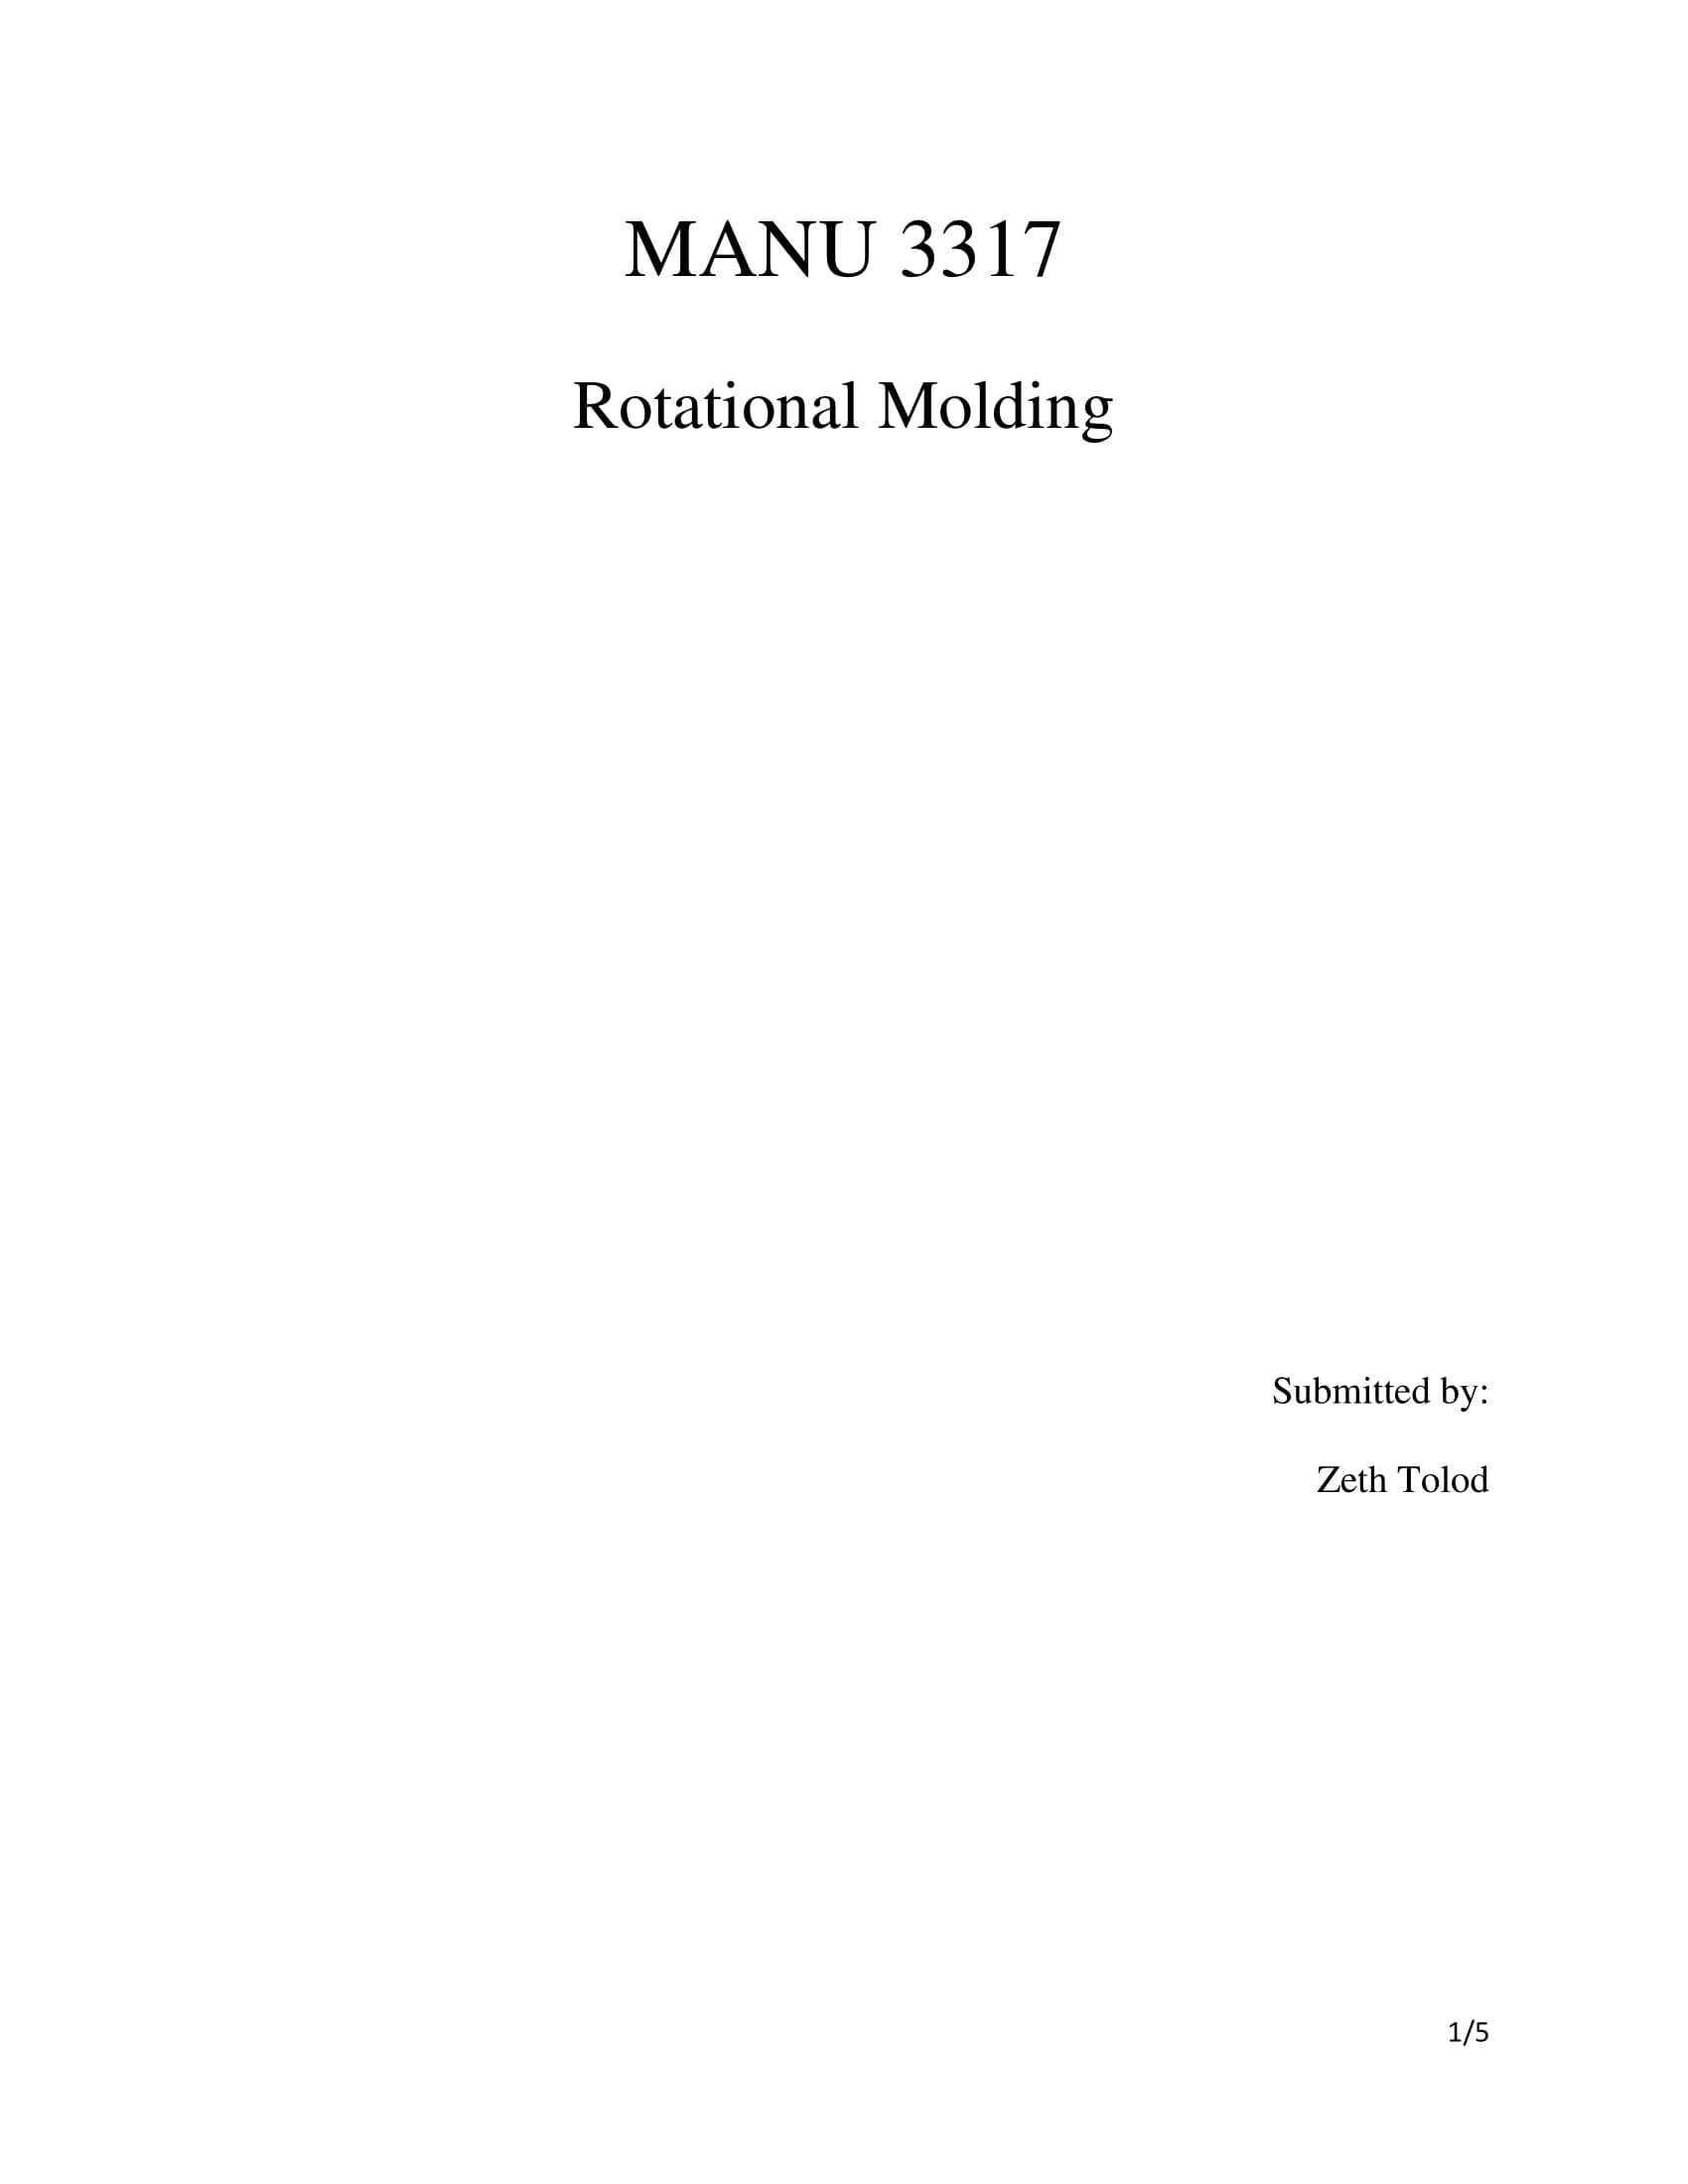 MANU 3317
Rotational Molding
Submitted by:
Zeth Tolod
1/5